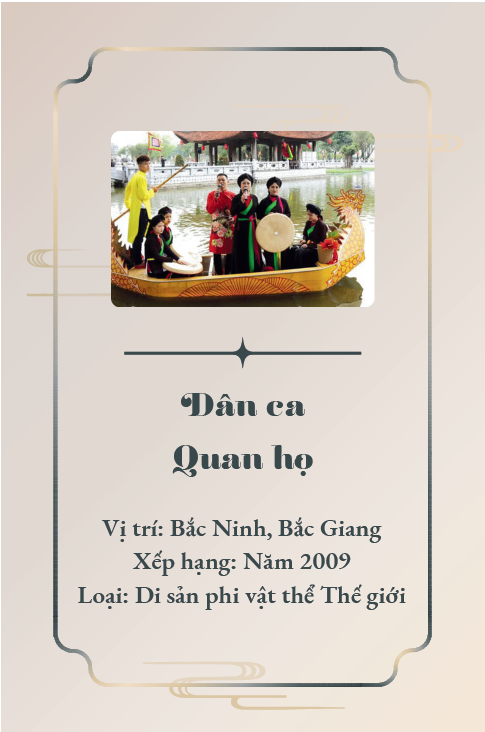 Dân ca
Quan họ
Vị trí: Bắc Ninh, Bắc Giang
Xếp hạng: Năm 2009
Loại: Di sản phi vật thể Thế giới